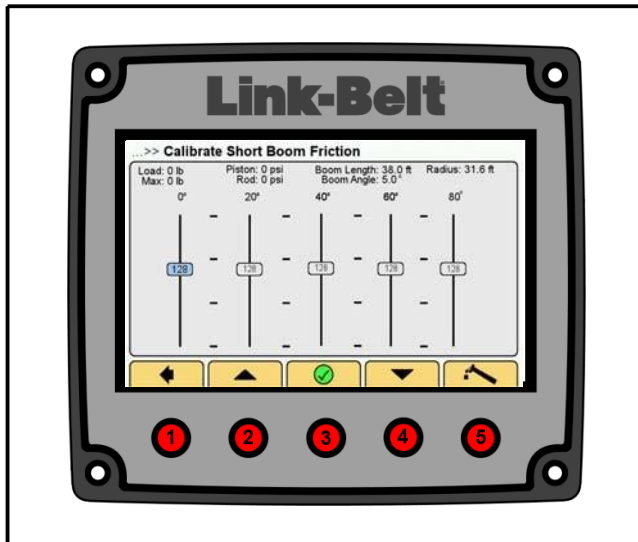 Link-Belt
...>> Calibrate Short Boom Friction
Load: 0 lb Piston: 0 psi Boom Length: 38.0 ft Radius: 31.6 ft
Max: 0 lb Rod: 0 psi Boom Angle: 5.0°
0° 20° 40° 60° 80°
128 128 128 128 128
1 2 3 4 5